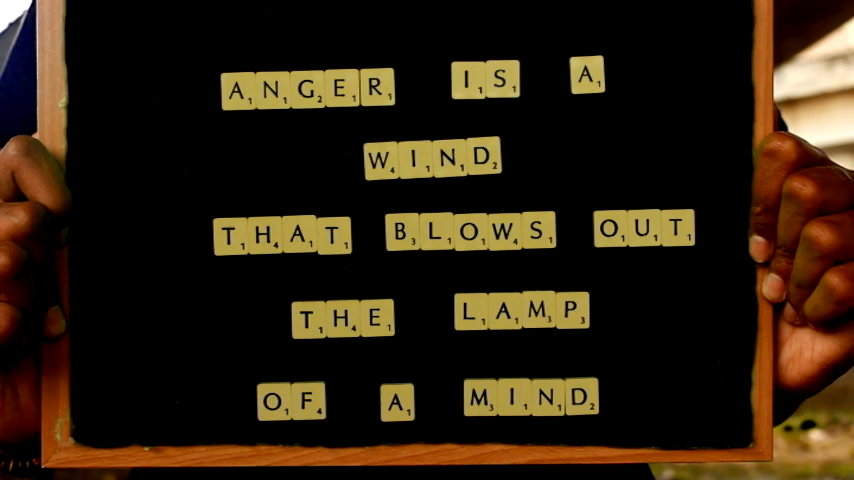 ANGER IS A
WIND
THAT BLOWS OUT
THE LAMP
OF A MIND